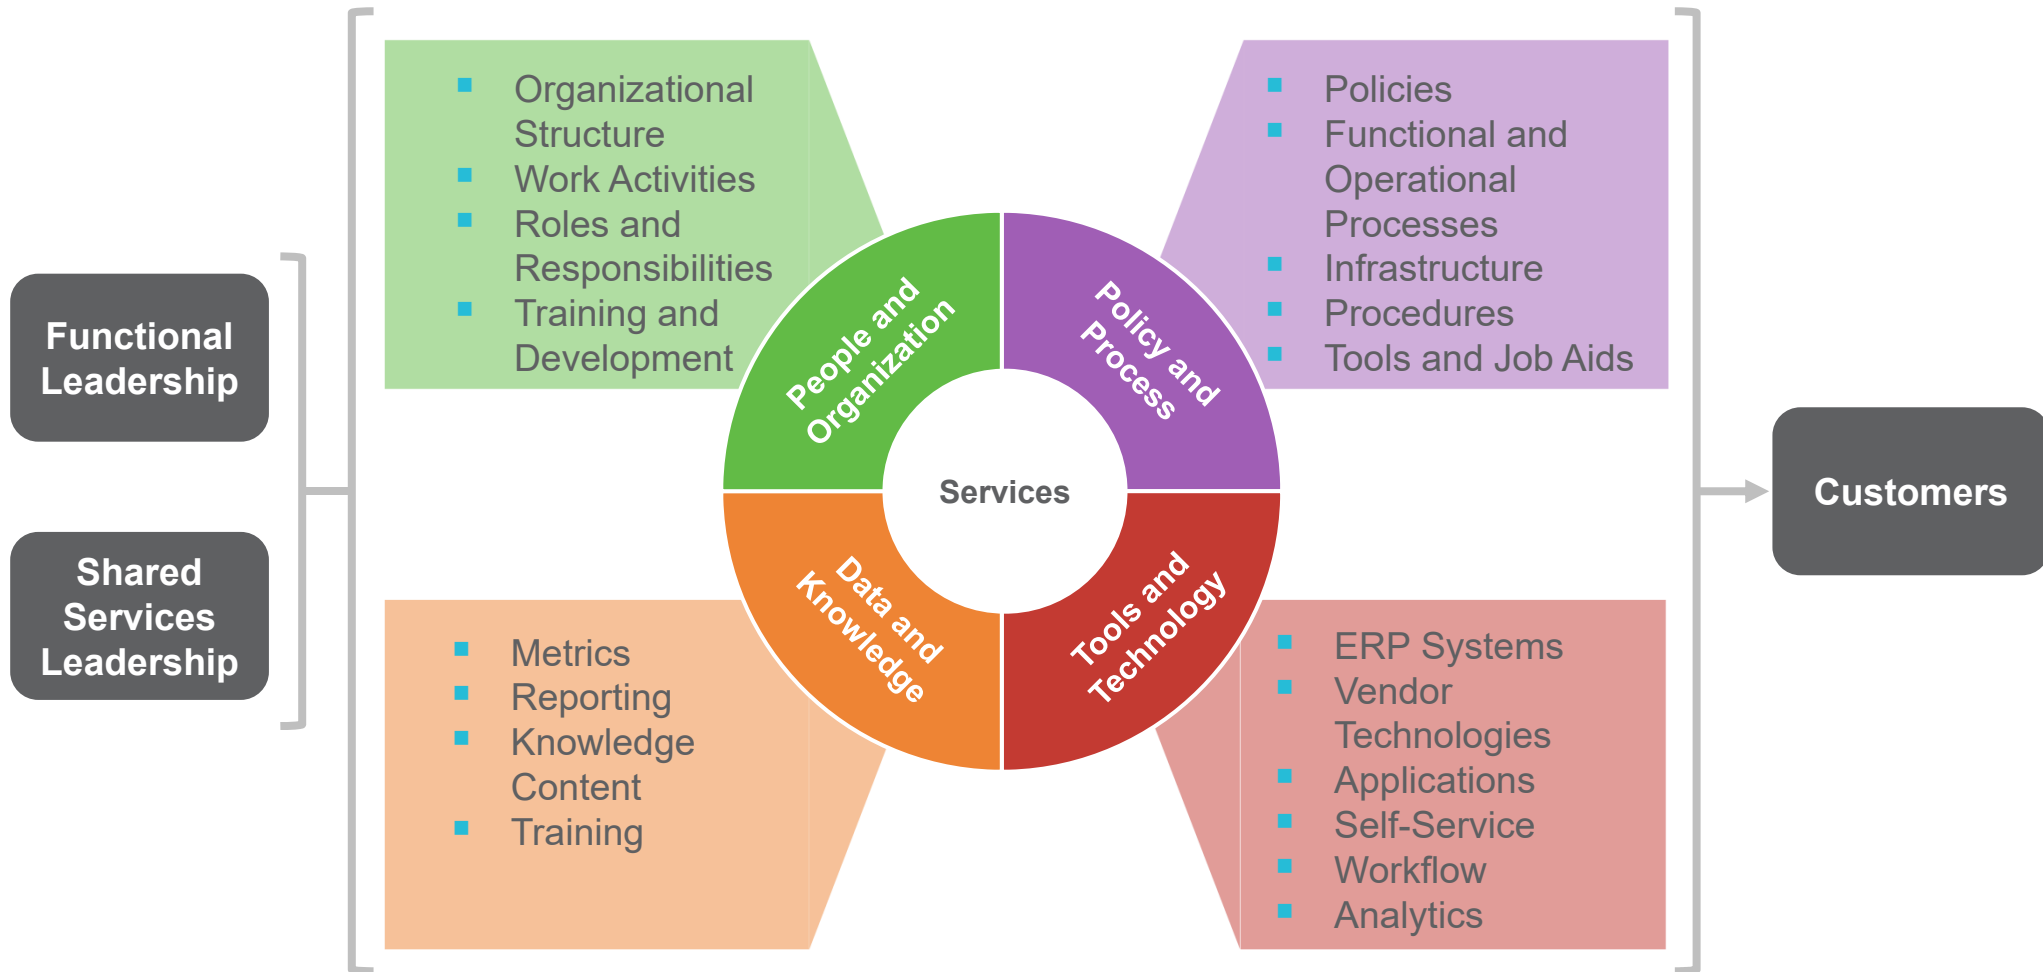 Functional
Leadership
Shared
Services
Leadership
Organizational
Structure
Work Activities
Roles and
Responsibilities
Training and
Development
Policies
Functional and
Operational
Processes
Infrastructure
Procedures
Tools and Job Aids
People and
Organization
Policy and
Process
Services
Data and
Knowledge
Tools and
Technology
Metrics
Reporting
Knowledge
Content
Training
ERP Systems
Vendor
Technologies
Applications
Self-Service
Workflow
Analytics
Customers